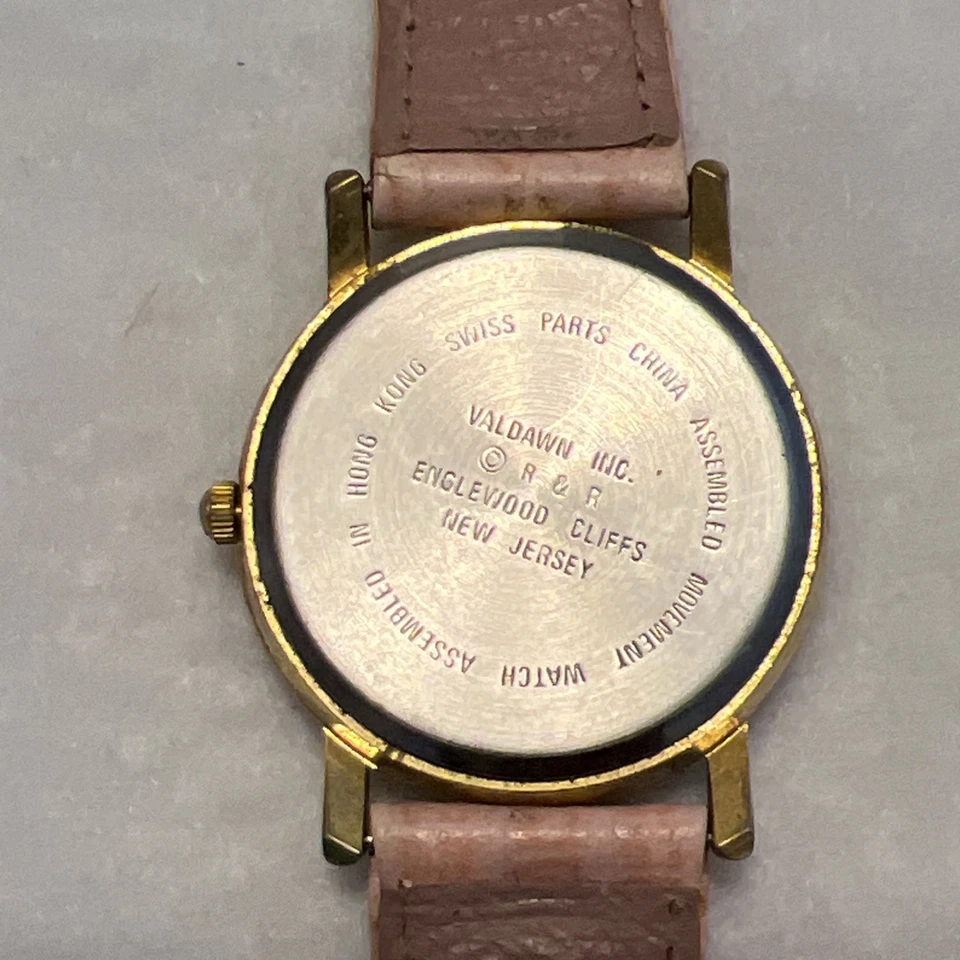 SWISS PARTS CHINA ASSEMBLED MOVEMENT WATCH ASSEMBLED IN HONG KONG
VALDAWN INC.
© R & R
ENGLEWOOD CLIFFS
NEW JERSEY